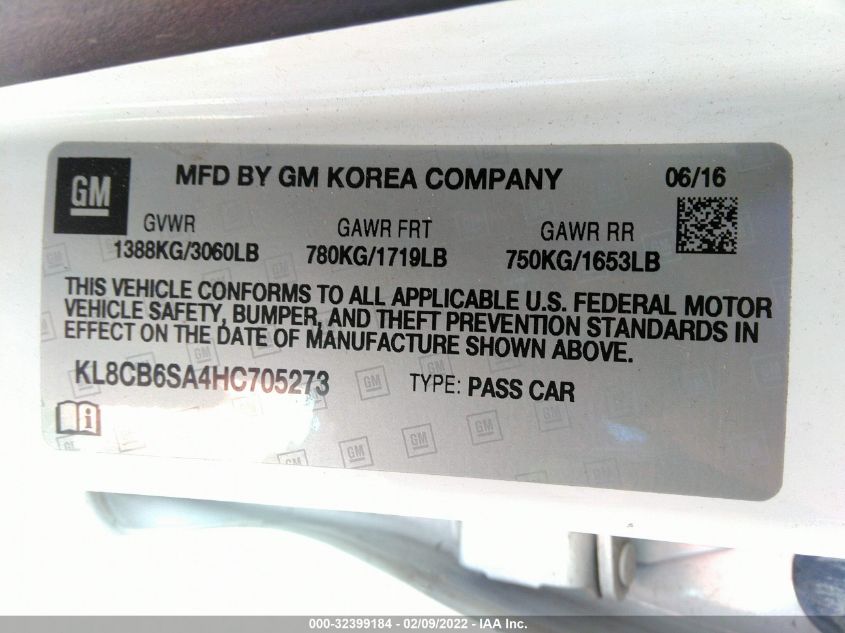 GM
MFD BY GM KOREA COMPANY
06/16
GVWR
GAWR FRT
GAWR RR
1388KG/3060LB
780KG/1719LB
750KG/1653LB
THIS VEHICLE CONFORMS TO ALL APPLICABLE U.S. FEDERAL MOTOR
VEHICLE SAFETY, BUMPER, AND THEFT PREVENTION STANDARDS IN
EFFECT ON THE DATE OF MANUFACTURE SHOWN ABOVE.
KL8CB6SA4HC705273
TYPE: PASS CAR
000-32399184 - 02/09/2022 - IAA Inc.